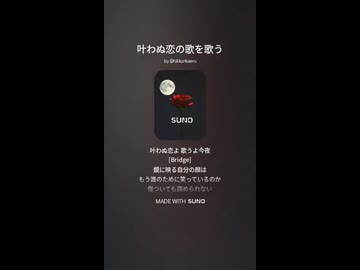 叶わぬ恋の歌を歌う
SUNO
叶わぬ恋よ 歌うよ今夜
[Bridge]
鏡に映る自分の顔は
もう誰のために笑っているのか
傷ついても諦められない
MADE WITH SUNO